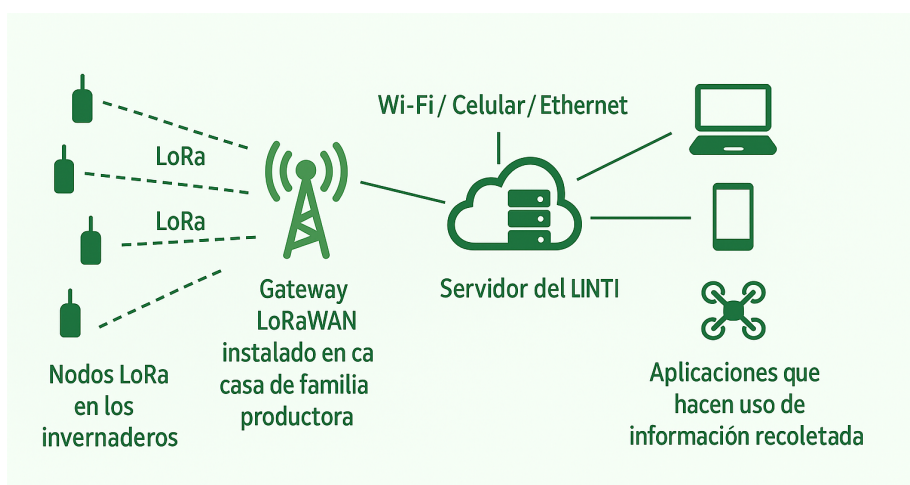 Wi-Fi / Celular / Ethernet
LoRa
LoRa
Gateway
LoRaWAN
instalado en ca
casa de familia
productora
Servidor del LINTI
Nodos LoRa
en los
invernaderos
Aplicaciones que
hacen uso de
información recoletada